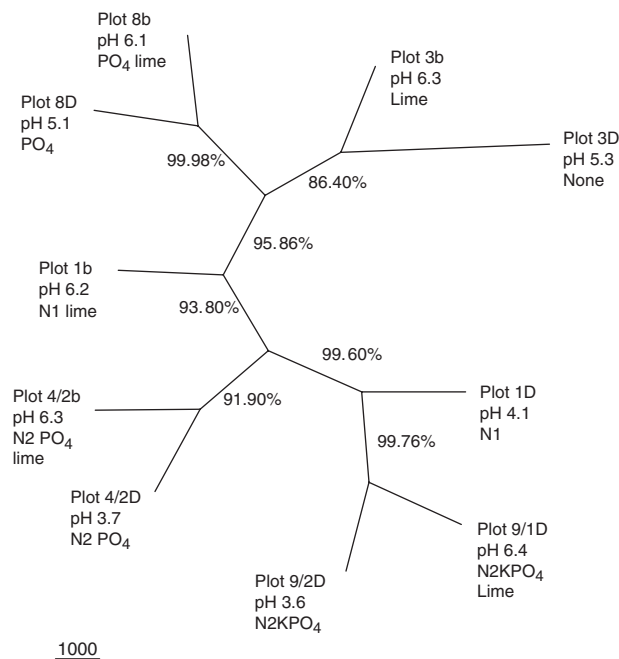 Plot 8b
pH 6.1
PO4 lime
Plot 3b
pH 6.3
Lime
Plot 8D
pH 5.1
PO4
Plot 3D
pH 5.3
None
99.98%
86.40%
95.86%
Plot 1b
pH 6.2
N1 lime
93.80%
99.60%
91.90%
Plot 4/2b
pH 6.3
N2 PO4
lime
Plot 1D
pH 4.1
N1
99.76%
Plot 4/2D
pH 3.7
N2 PO4
Plot 9/1D
pH 6.4
N2KPO4
Lime
Plot 9/2D
pH 3.6
N2KPO4
1000